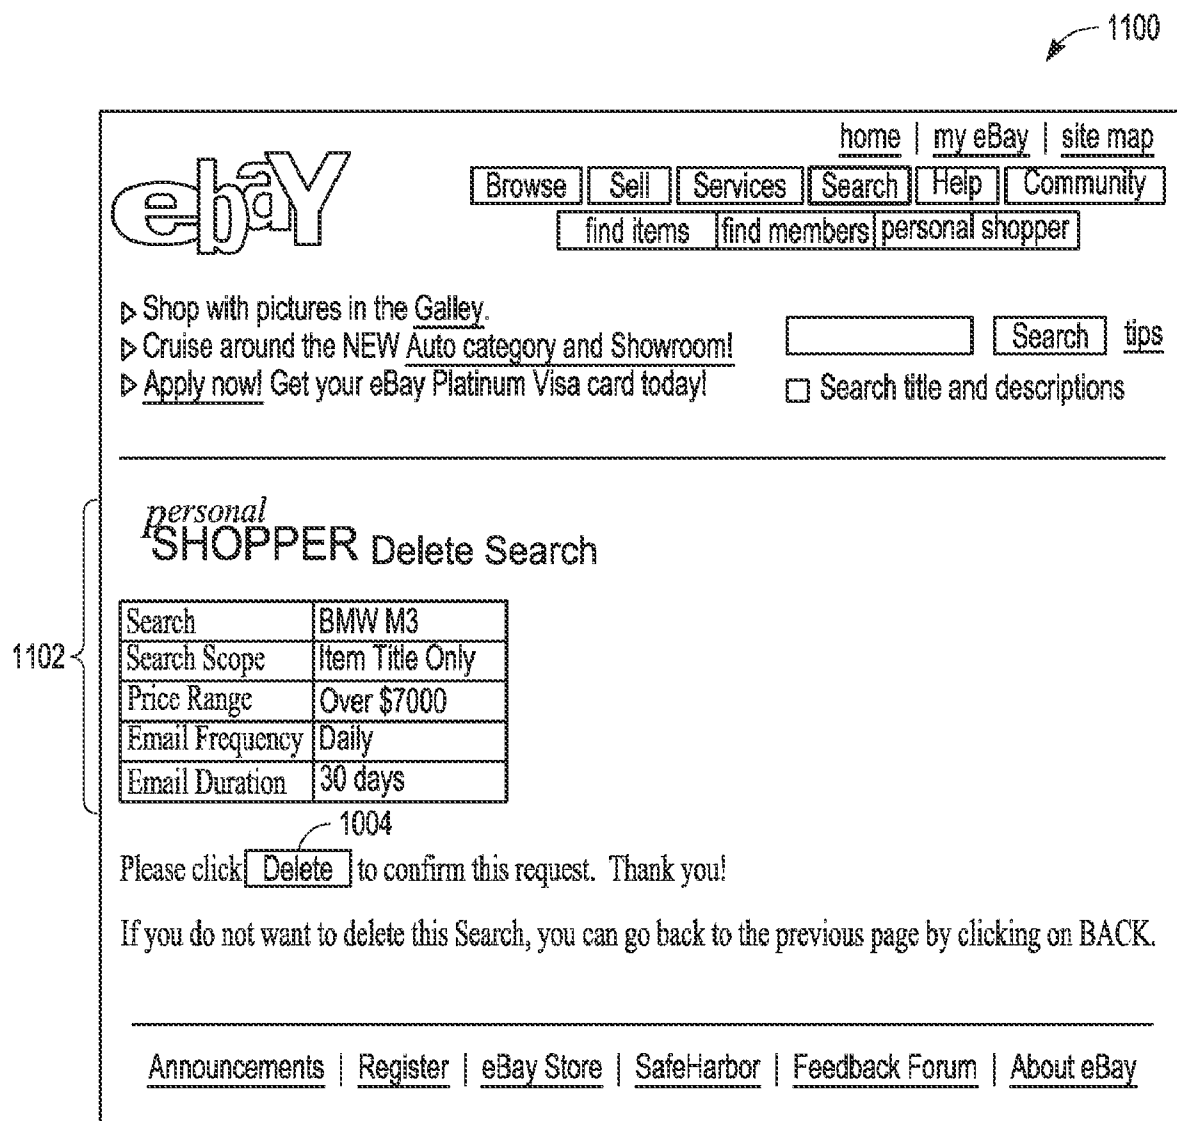 1100
home | my eBay | site map
ebaY
Browse Sell Services Search Help Community
find items find members personal shopper
Shop with pictures in the Galley.
Cruise around the NEW Auto category and Showroom!
Apply now! Get your eBay Platinum Visa card today!
Search tips
Search title and descriptions
personal
SHOPPER Delete Search
1102
Search BMW M3
Search Scope Item Title Only
Price Range Over $7000
Email Frequency Daily
Email Duration 30 days
1004
Please click Delete to confirm this request. Thank you!
If you do not want to delete this Search, you can go back to the previous page by clicking on BACK.
Announcements | Register | eBay Store | SafeHarbor | Feedback Forum | About eBay